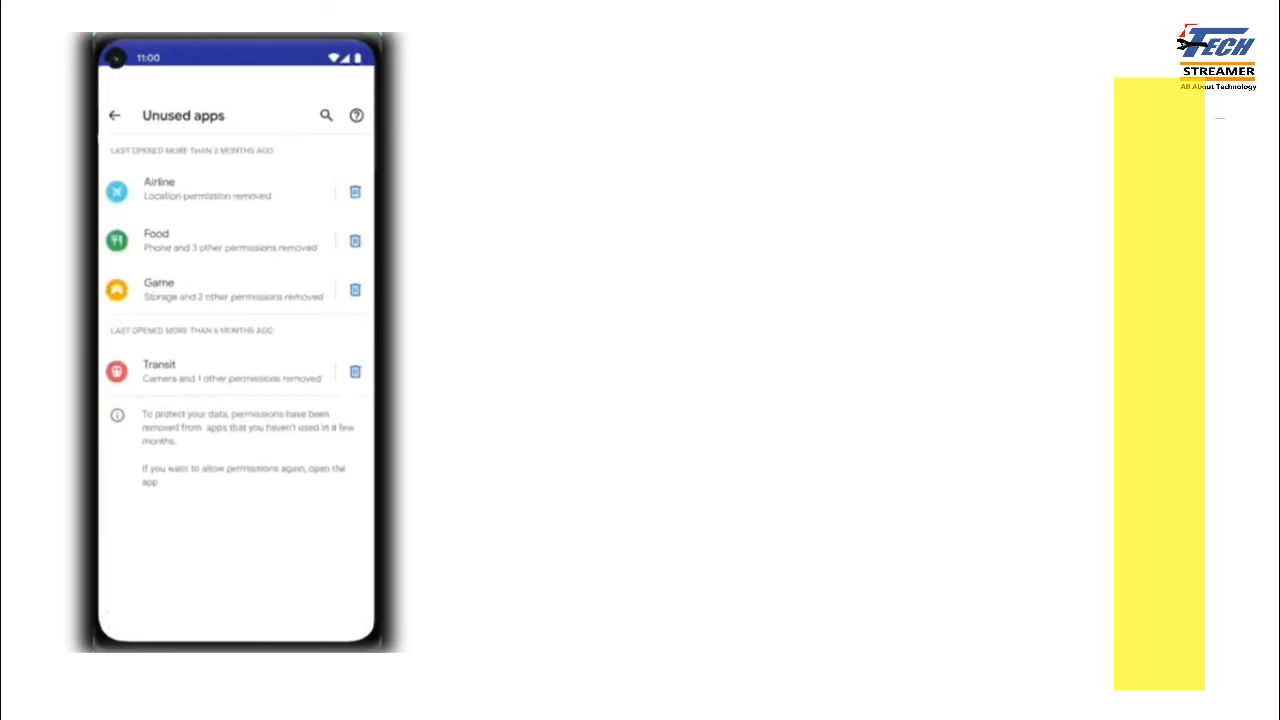 11:00
Unused apps
LAST OPENED MORE THAN 3 MONTHS AGO
Airline
Location permission removed
Food
Phone and 3 other permissions removed
Game
Storage and 2 other permissions removed
LAST OPENED MORE THAN 6 MONTHS AGO
Transit
Camera and 1 other permissions removed
To protect your data, permissions have been
removed from apps that you haven't used in a few
months.
If you want to allow permissions again, open the
app
TECH
STREAMER
All About Technology